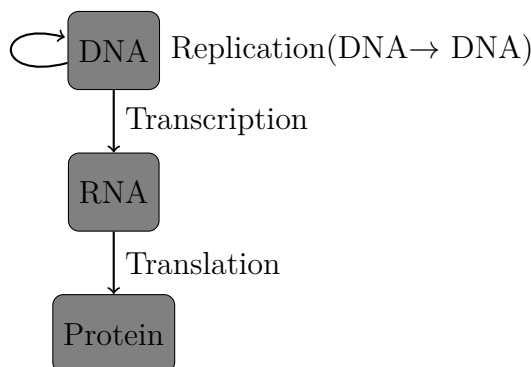 DNA Replication(DNA→ DNA)
Transcription
RNA
Translation
Protein